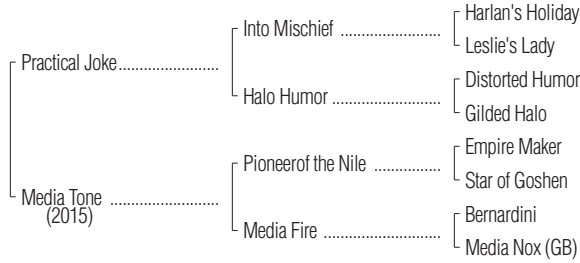 Harlan's Holiday
Into Mischief ........................
Leslie's Lady
Practical Joke........................
Distorted Humor
Halo Humor ..........................
Gilded Halo
Empire Maker
Pioneerof the Nile ................
Star of Goshen
Media Tone ..........................
(2015)
Bernardini
Media Fire ............................
Media Nox (GB)